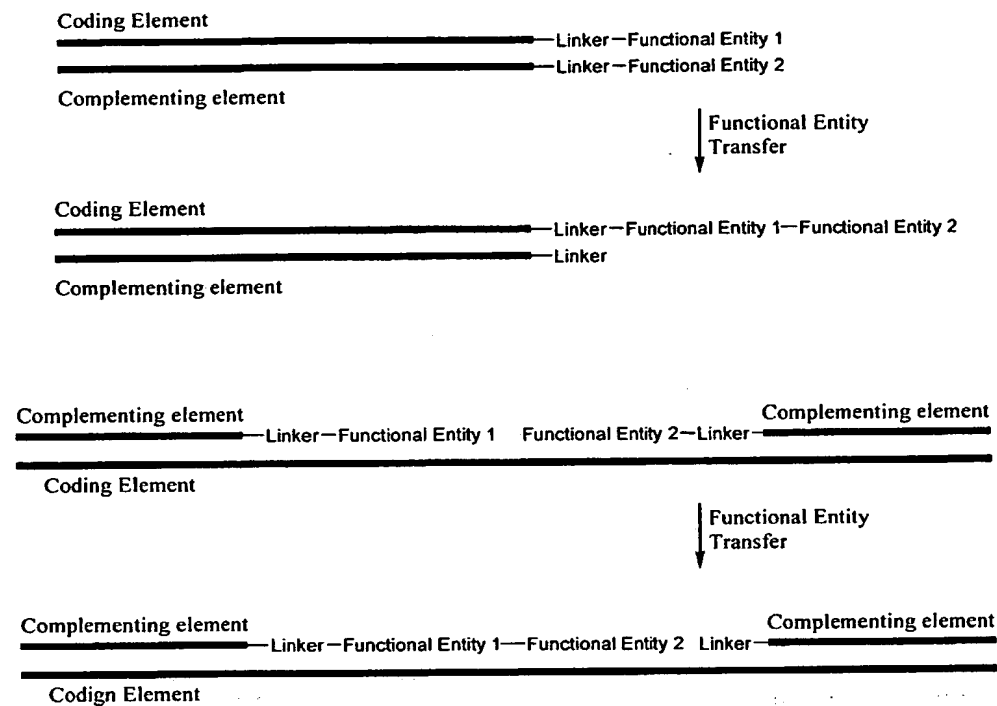 Coding Element
Linker–Functional Entity 1
Linker–Functional Entity 2
Complementing element
Functional Entity
Transfer
Coding Element
Linker–Functional Entity 1–Functional Entity 2
Linker
Complementing element
Complementing element
Complementing element
Linker–Functional Entity 1 Functional Entity 2–Linker
Coding Element
Functional Entity
Transfer
Complementing element
Complementing element
Linker–Functional Entity 1—Functional Entity 2 Linker
Codign Element